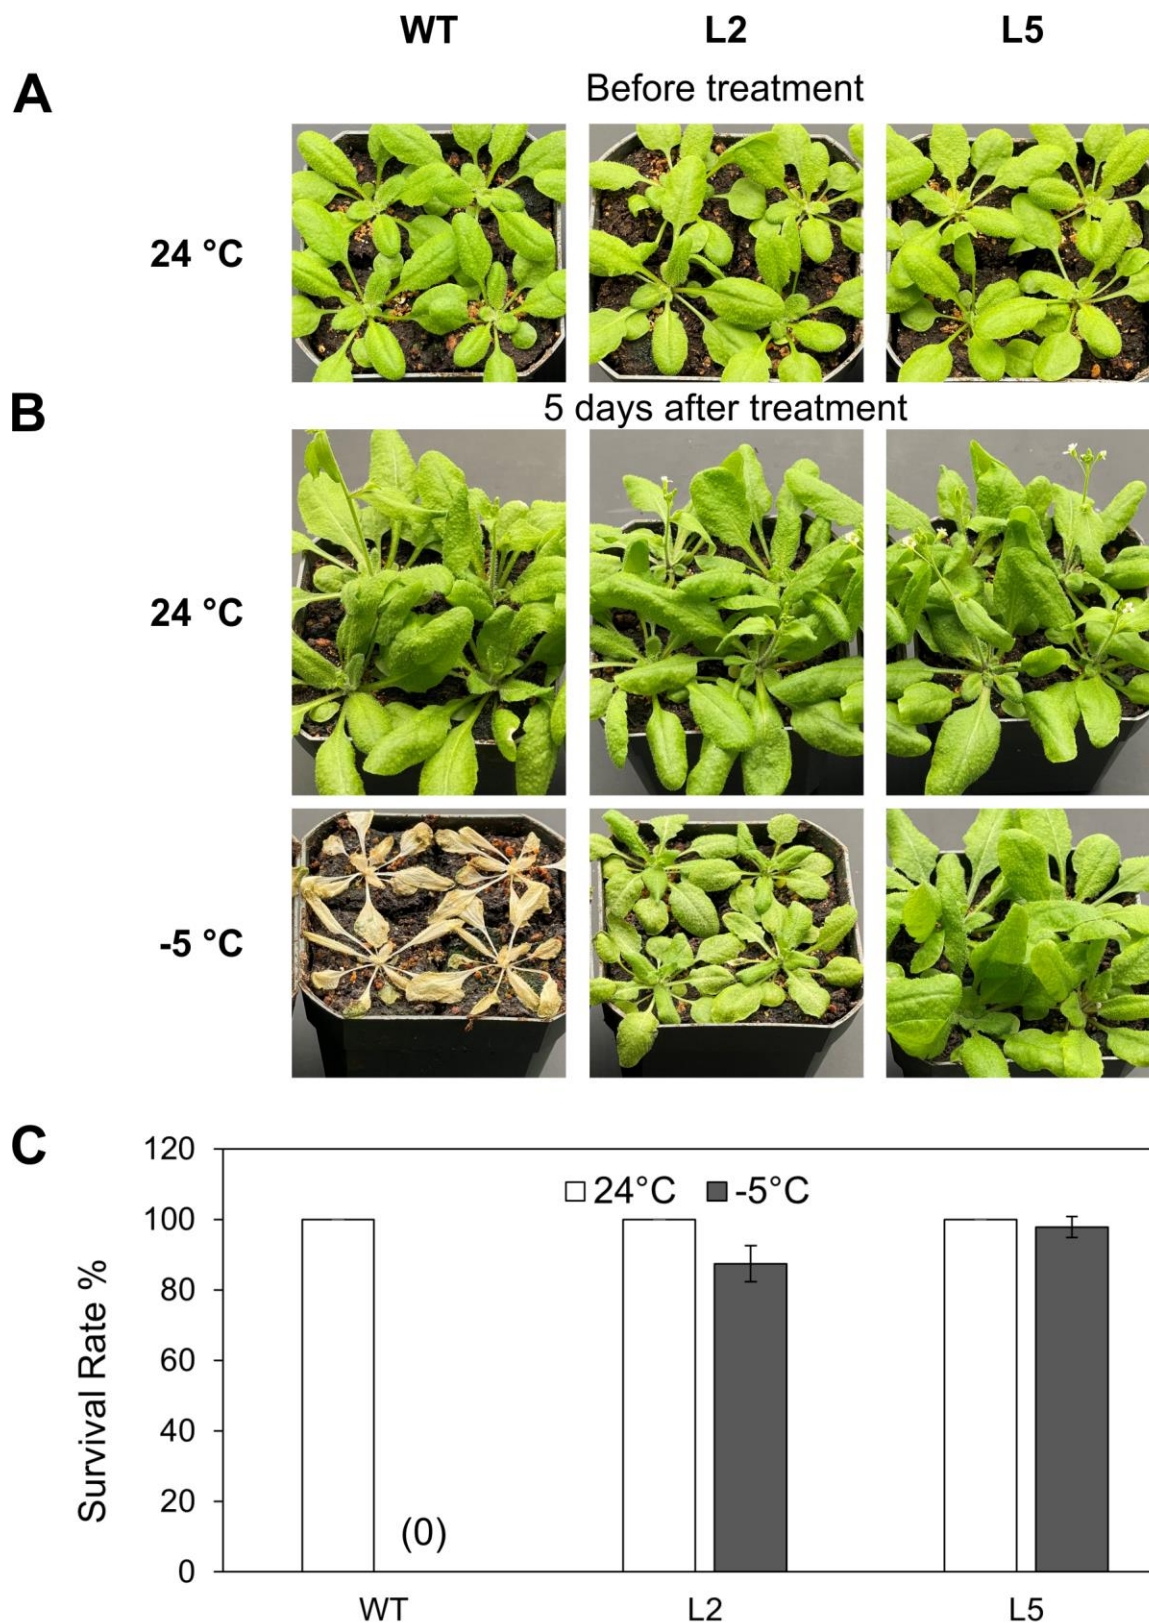 WT L2 L5
A Before treatment
24 °C
B 5 days after treatment
24 °C
-5 °C
C
120
24°C -5°C
100
80
60
40
20
0
Survival Rate %
(0)
WT L2 L5